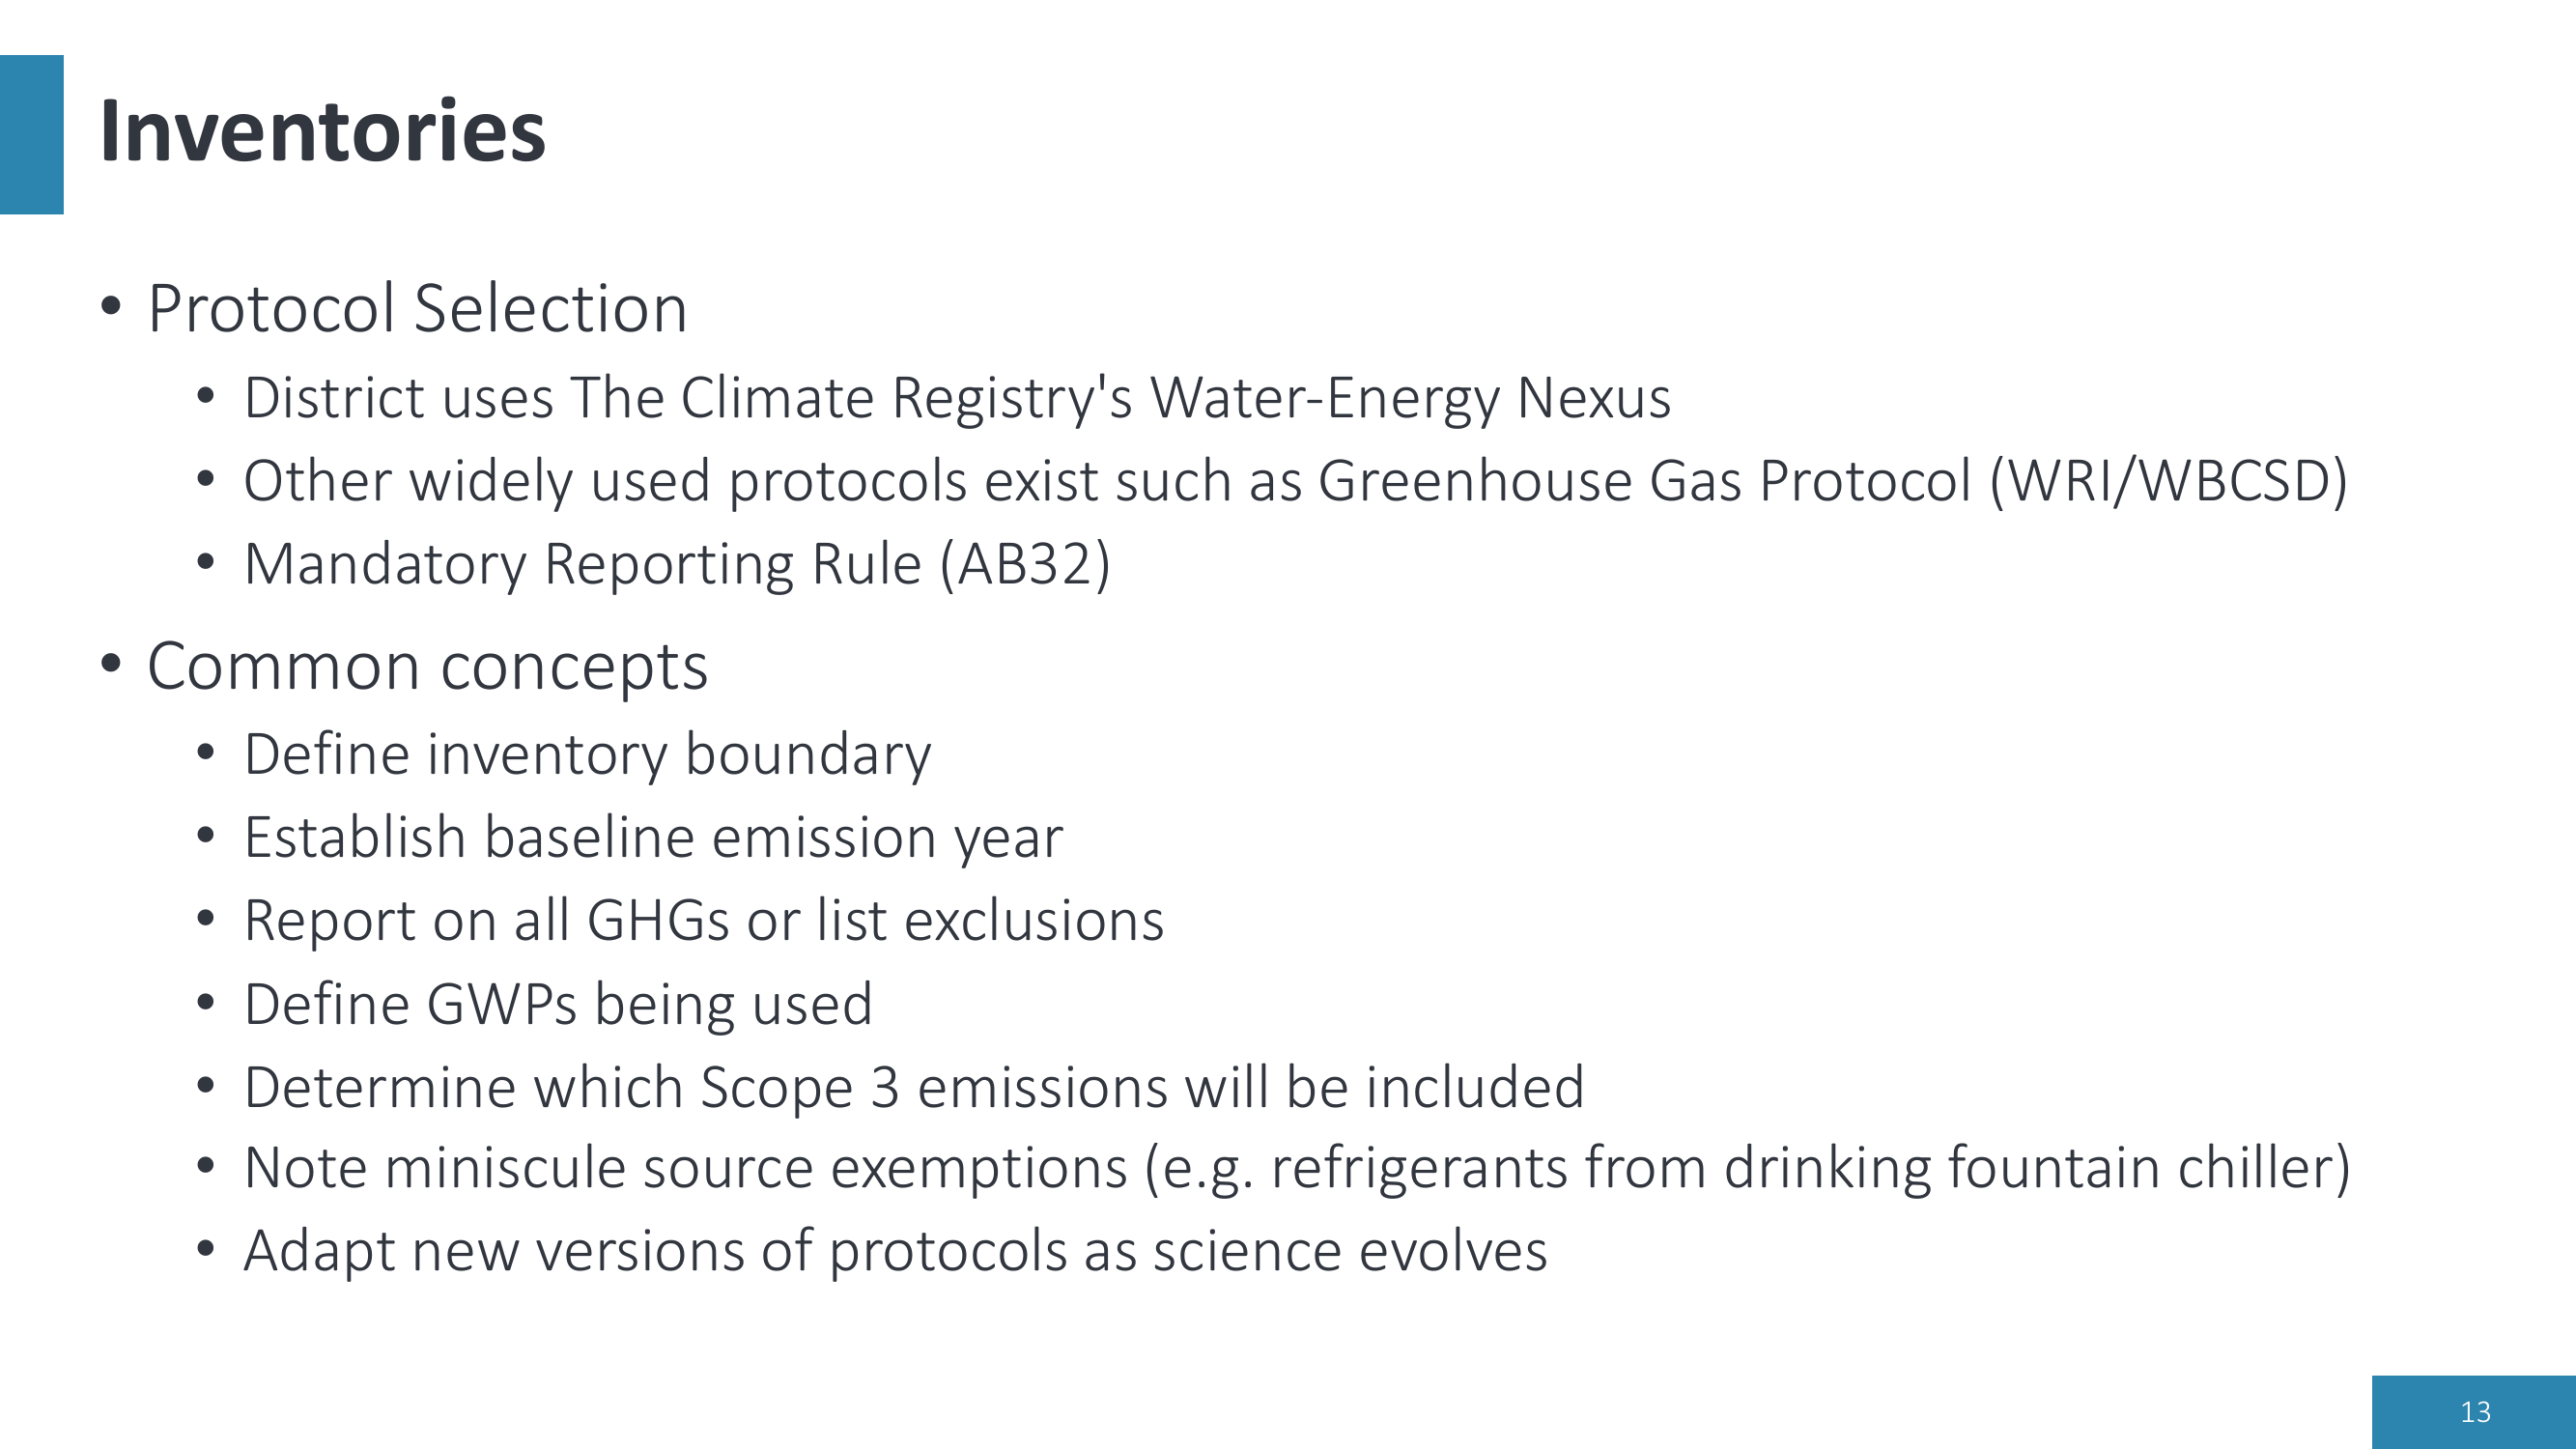 Inventories
• Protocol Selection
• District uses The Climate Registry's Water-Energy Nexus
• Other widely used protocols exist such as Greenhouse Gas Protocol (WRI/WBCSD)
• Mandatory Reporting Rule (AB32)
• Common concepts
• Define inventory boundary
• Establish baseline emission year
• Report on all GHGs or list exclusions
• Define GWPs being used
• Determine which Scope 3 emissions will be included
• Note miniscule source exemptions (e.g. refrigerants from drinking fountain chiller)
• Adapt new versions of protocols as science evolves
13